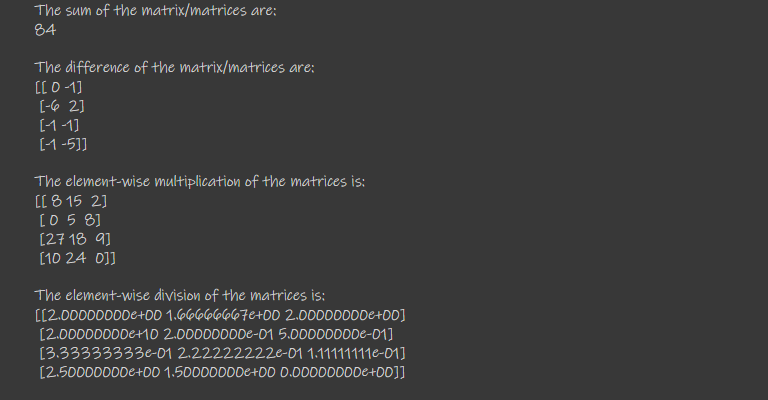 The sum of the matrix/matrices are:
84
The difference of the matrix/matrices are:
[[ 0 -1]
[-6 2]
[-1 -1]
[-1 -5]]
The element-wise multiplication of the matrices is:
[[ 8 15 2]
[ 0 5 8]
[27 18 9]
[10 24 0]]
The element-wise division of the matrices is:
[[2.00000000e+00 1.66666667e+00 2.00000000e+00]
[2.00000000e+10 2.00000000e-01 5.00000000e-01]
[3.33333333e-01 2.22222222e-01 1.11111111e-01]
[2.50000000e+00 1.50000000e+00 0.00000000e+00]]